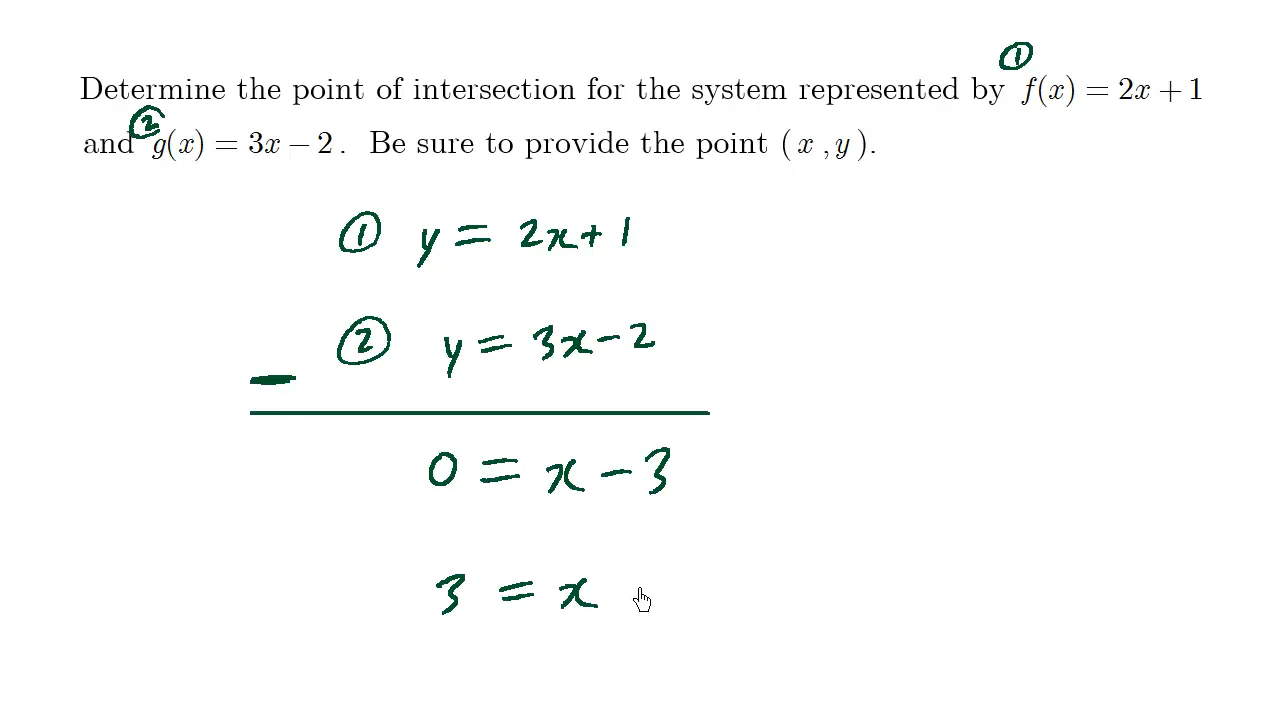 ①
Determine the point of intersection for the system represented by f(x) = 2x + 1
②
and g(x) = 3x − 2 . Be sure to provide the point ( x , y ).
① y = 2x + 1
② y = 3x − 2
−
0 = x − 3
3 = x